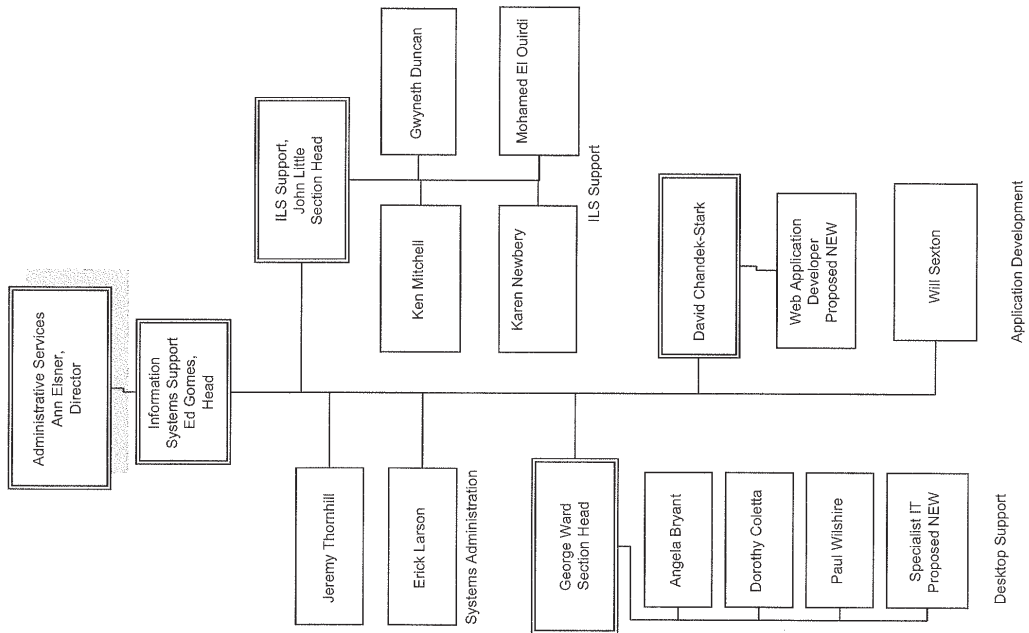 Administrative Services
Ann Elsner,
Director
Information
Systems Support
Ed Gomes,
Head
ILS Support,
John Little
Section Head
Ken Mitchell
Gwyneth Duncan
Karen Newbery
Mohamed El Ouirdi
ILS Support
Jeremy Thornhill
Erick Larson
Systems Administration
George Ward
Section Head
Angela Bryant
Dorothy Coletta
Paul Wilshire
Specialist IT
Proposed NEW
Desktop Support
David Chandek-Stark
Web Application
Developer
Proposed NEW
Will Sexton
Application Development